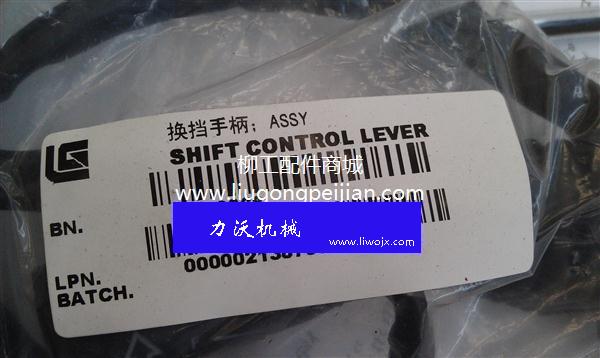 换挡手柄; ASSY
SHIFT CONTROL LEVER
柳工配件商城
www.liugongpeijian.com
BN.
力沃机械
www.liwojx.com
LPN.
BATCH.